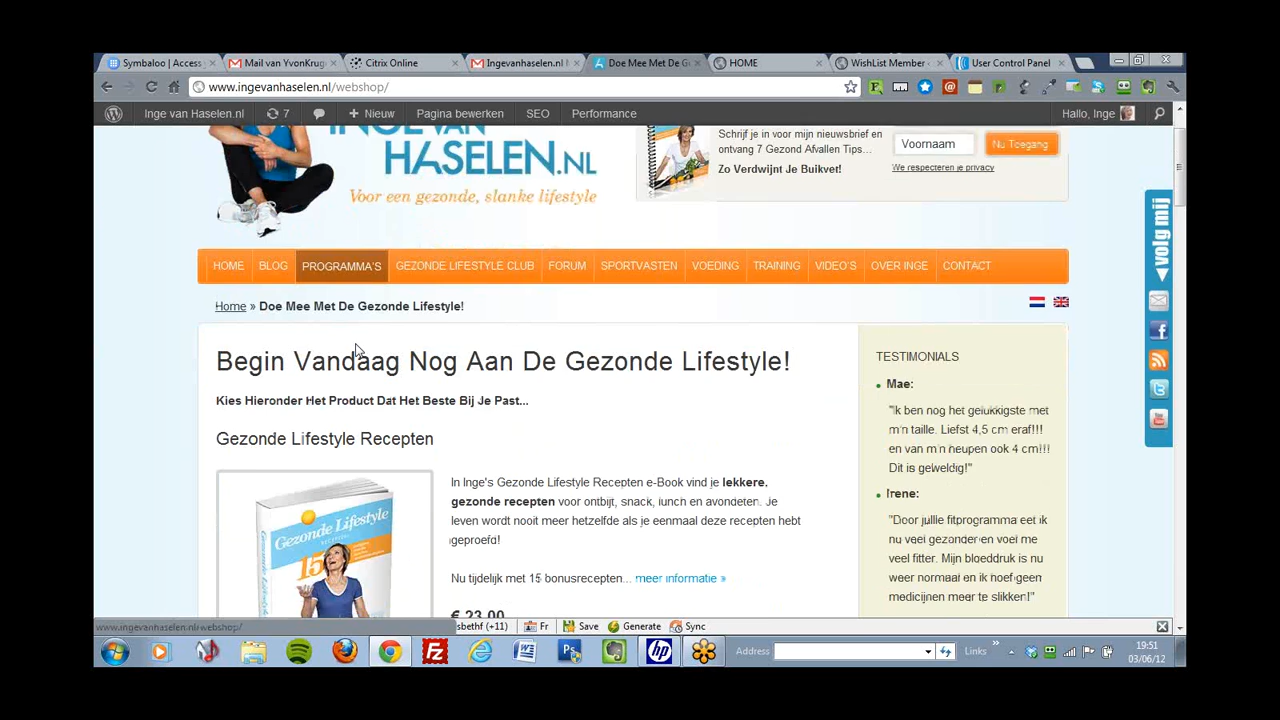 Symbaloo | Access
Mail van YvonKrug
Citrix Online
Ingevanhaselen.nl
Doe Mee Met De G
HOME
WishList Member
User Control Panel
www.ingevanhaselen.nl/webshop/
Inge van Haselen.nl
7
Nieuw
Pagina bewerken
SEO
Performance
Hallo, Inge
INGE VAN
HASELEN.NL
Voor een gezonde, slanke lifestyle
Schrijf je in voor mijn nieuwsbrief en
ontvang 7 Gezond Afvallen Tips...
Zo Verdwijnt Je Buikvet!
Voornaam
Nu Toegang
We respecteren je privacy
volg mij
HOME
BLOG
PROGRAMMA'S
GEZONDE LIFESTYLE CLUB
FORUM
SPORTVASTEN
VOEDING
TRAINING
VIDEO'S
OVER INGE
CONTACT
Home » Doe Mee Met De Gezonde Lifestyle!
Begin Vandaag Nog Aan De Gezonde Lifestyle!
Kies Hieronder Het Product Dat Het Beste Bij Je Past...
Gezonde Lifestyle Recepten
Gezonde Lifestyle
15
In Inge's Gezonde Lifestyle Recepten e-Book vind je lekkere,
gezonde recepten voor ontbijt, snack, lunch en avondeten. Je
leven wordt nooit meer hetzelfde als je eenmaal deze recepten hebt
geproefd!
Nu tijdelijk met 15 bonusrecepten... meer informatie »
€ 23,00
TESTIMONIALS
Mae:
"Ik ben nog het gelukkigste met
m'n taille. Liefst 4,5 cm eraf!!!
en van m'n heupen ook 4 cm!!!
Dit is geweldig!"
Irene:
"Door jullie fitprogramma eet ik
nu veel gezonder en voel me
veel fitter. Mijn bloeddruk is nu
weer normaal en ik hoef geen
medicijnen meer te slikken!"
www.ingevanhaselen.nl/webshop/
isbethf (+11)
Fr
Save
Generate
Sync
Address
Links
19:51
03/06/12